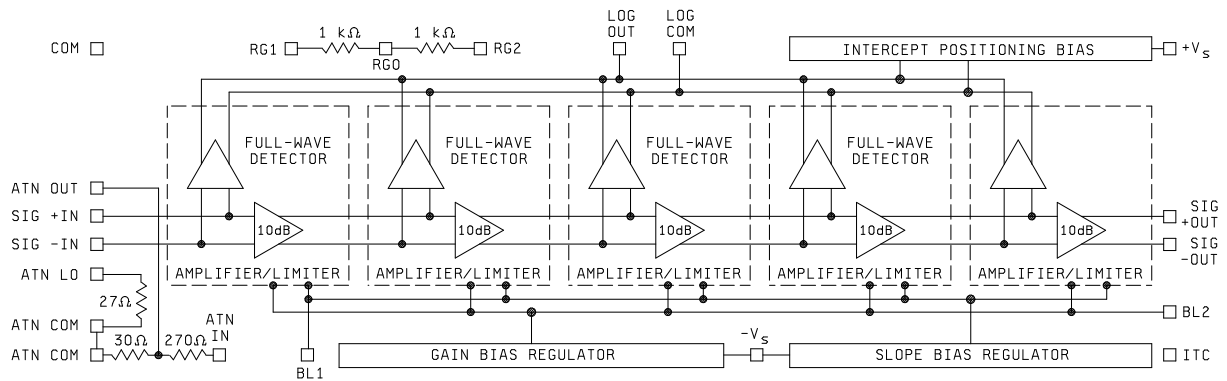 LOG
OUT
LOG
COM
COM
RG1
1 kΩ
1 kΩ
RG2
RG0
INTERCEPT POSITIONING BIAS
+Vs
FULL-WAVE
DETECTOR
FULL-WAVE
DETECTOR
FULL-WAVE
DETECTOR
FULL-WAVE
DETECTOR
ATN OUT
SIG +IN
SIG -IN
10dB
10dB
10dB
10dB
10dB
SIG
+OUT
SIG
-OUT
AMPLIFIER/LIMITER
AMPLIFIER/LIMITER
AMPLIFIER/LIMITER
AMPLIFIER/LIMITER
AMPLIFIER/LIMITER
ATN LO
27Ω
ATN COM
ATN COM
30Ω
270Ω
ATN
IN
BL1
GAIN BIAS REGULATOR
-Vs
SLOPE BIAS REGULATOR
BL2
ITC